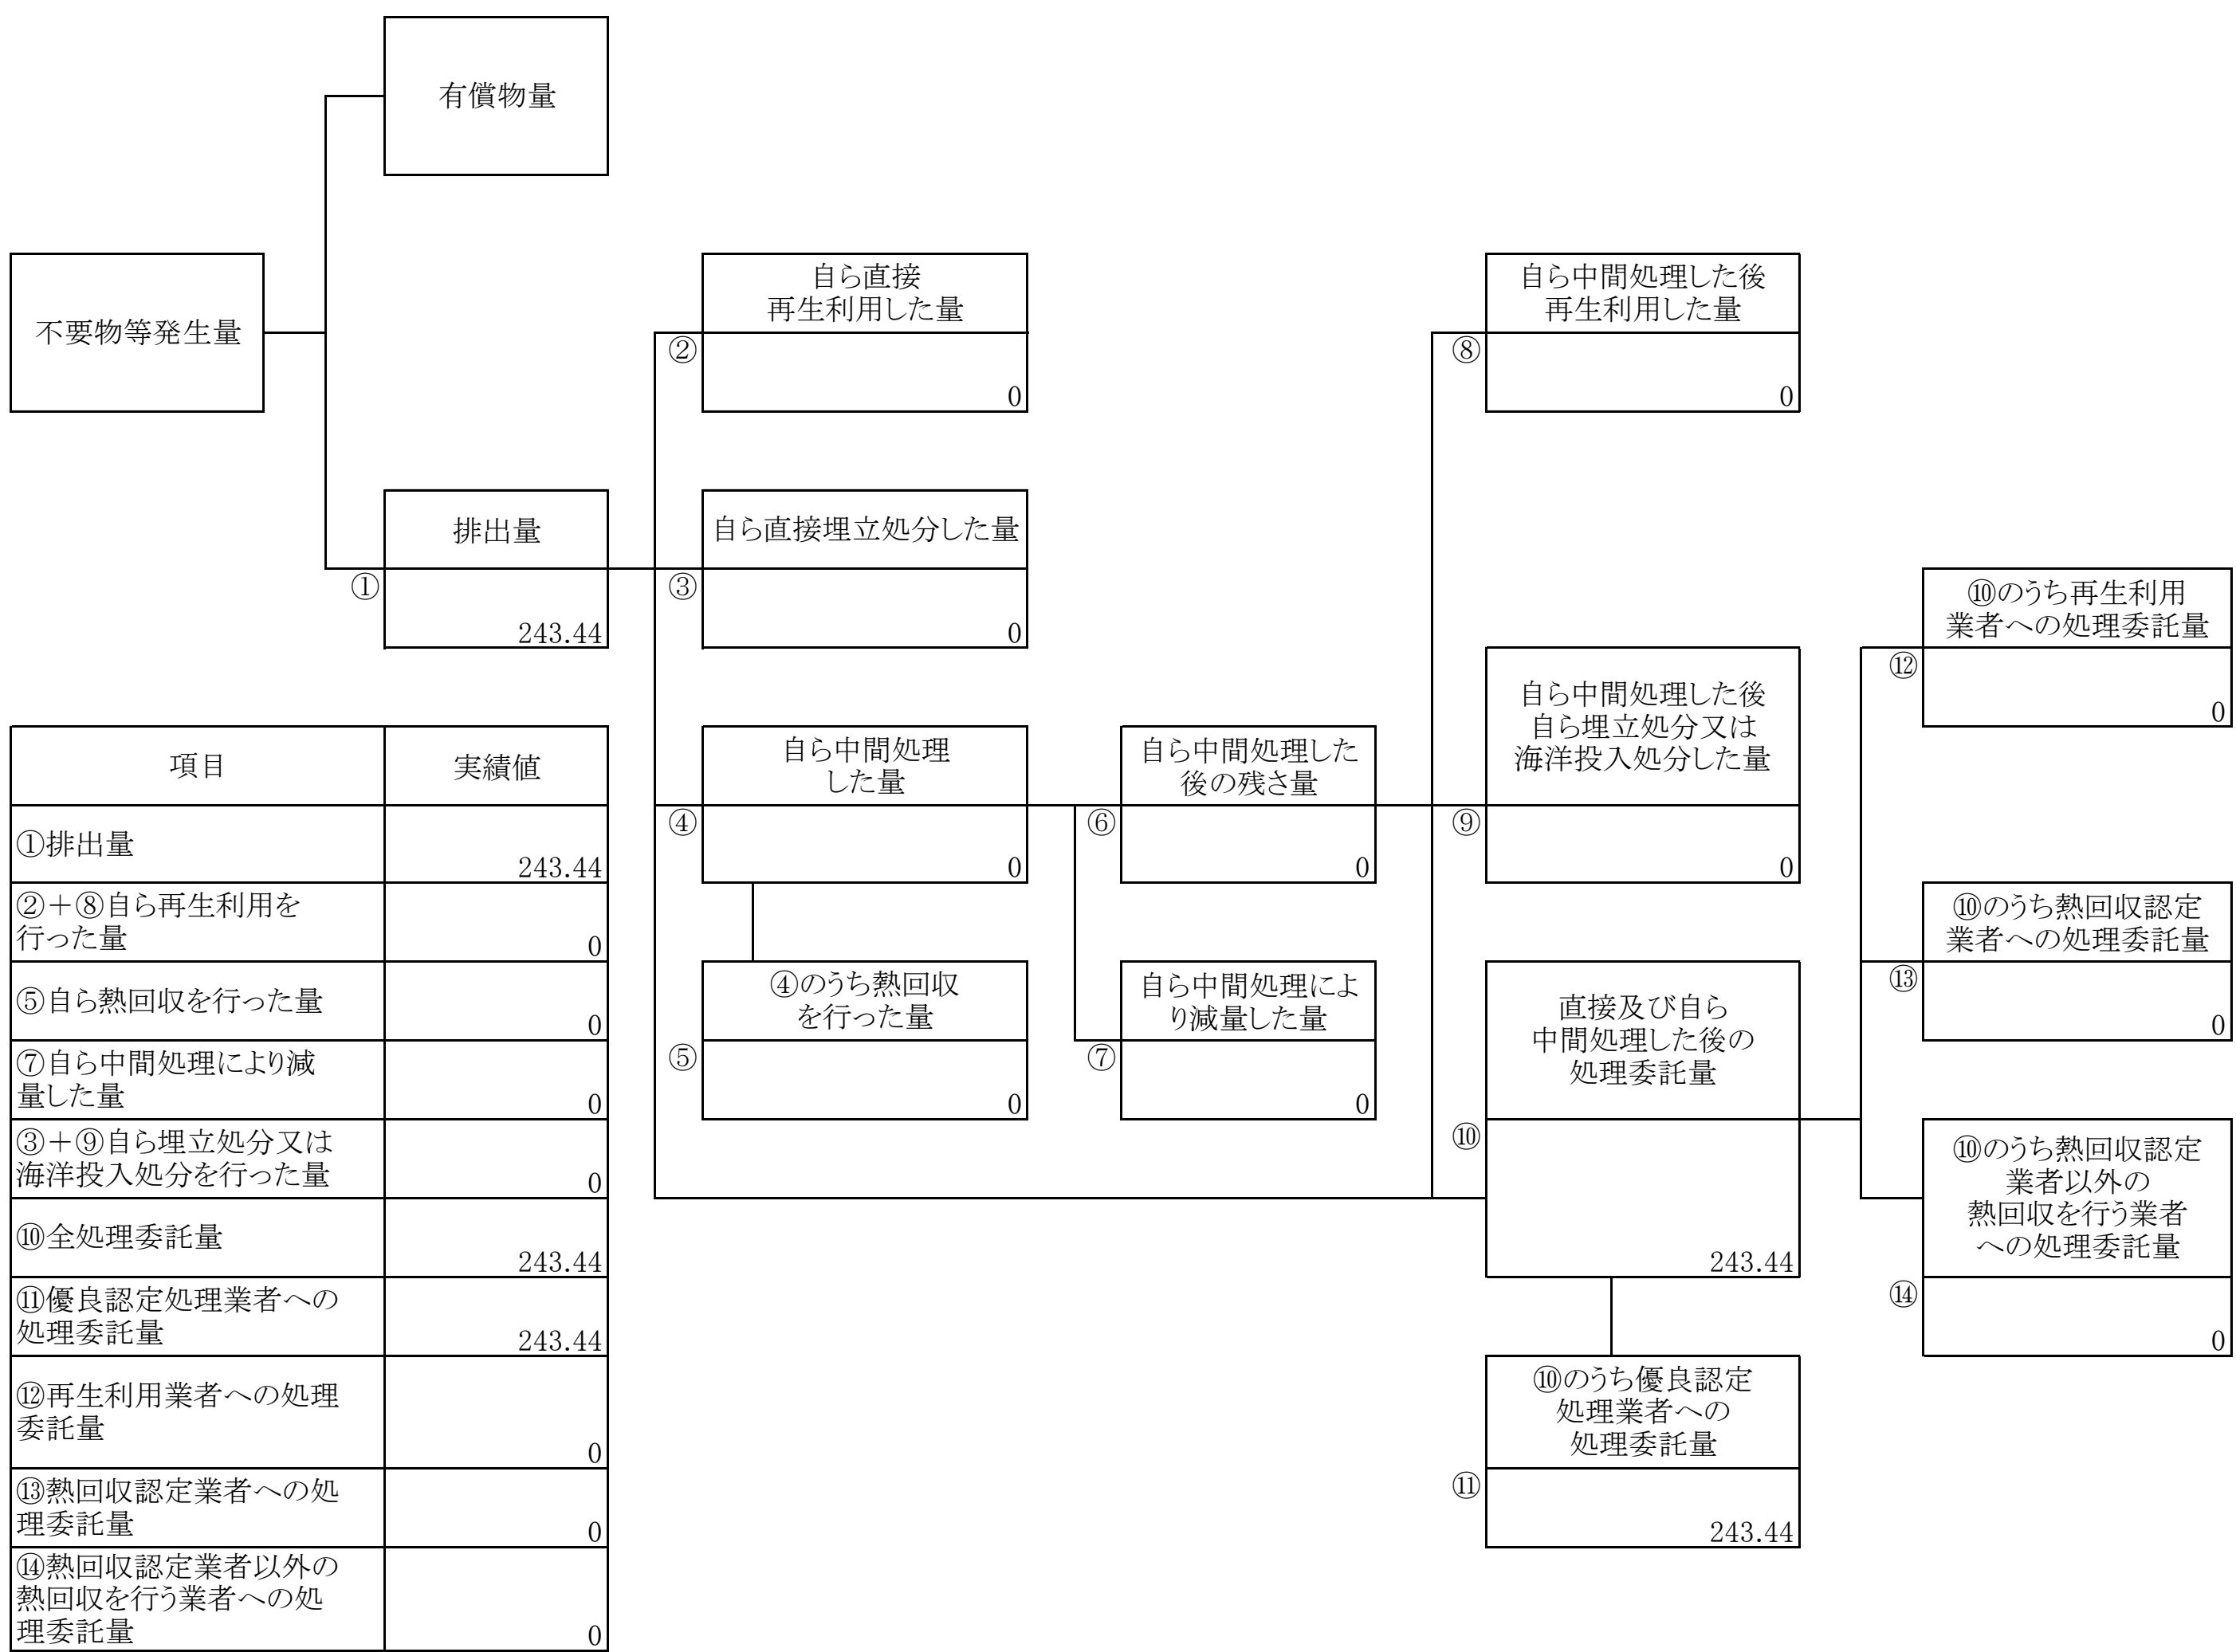 有償物量
不要物等発生量
自ら直接
再生利用した量
②
0
自ら中間処理した後
再生利用した量
⑧
0
排出量
①
243.44
自ら直接埋立処分した量
③
0
⑩のうち再生利用
業者への処理委託量
⑫
0
自ら中間処理
した量
④
0
自ら中間処理した
後の残さ量
⑥
0
自ら中間処理した後
自ら埋立処分又は
海洋投入処分した量
⑨
0
⑩のうち熱回収認定
業者への処理委託量
⑬
0
④のうち熱回収
を行った量
⑤
0
自ら中間処理によ
り減量した量
⑦
0
直接及び自ら
中間処理した後の
処理委託量
⑩
243.44
⑩のうち熱回収認定
業者以外の
熱回収を行う業者
への処理委託量
⑭
0
⑩のうち優良認定
処理業者への
処理委託量
⑪
243.44
項目
実績値
①排出量
243.44
②＋⑧自ら再生利用を
行った量
0
⑤自ら熱回収を行った量
0
⑦自ら中間処理により減
量した量
0
③＋⑨自ら埋立処分又は
海洋投入処分を行った量
0
⑩全処理委託量
243.44
⑪優良認定処理業者への
処理委託量
243.44
⑫再生利用業者への処理
委託量
0
⑬熱回収認定業者への処
理委託量
0
⑭熱回収認定業者以外の
熱回収を行う業者への処
理委託量
0